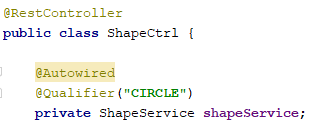 @RestController
public class ShapeCtrl {
@Autowired
@Qualifier("CIRCLE")
private ShapeService shapeService;